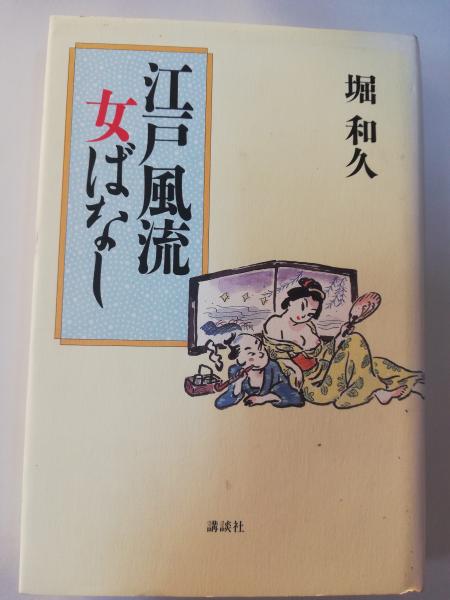 堀 和久
江戸風流
女ばなし
講談社